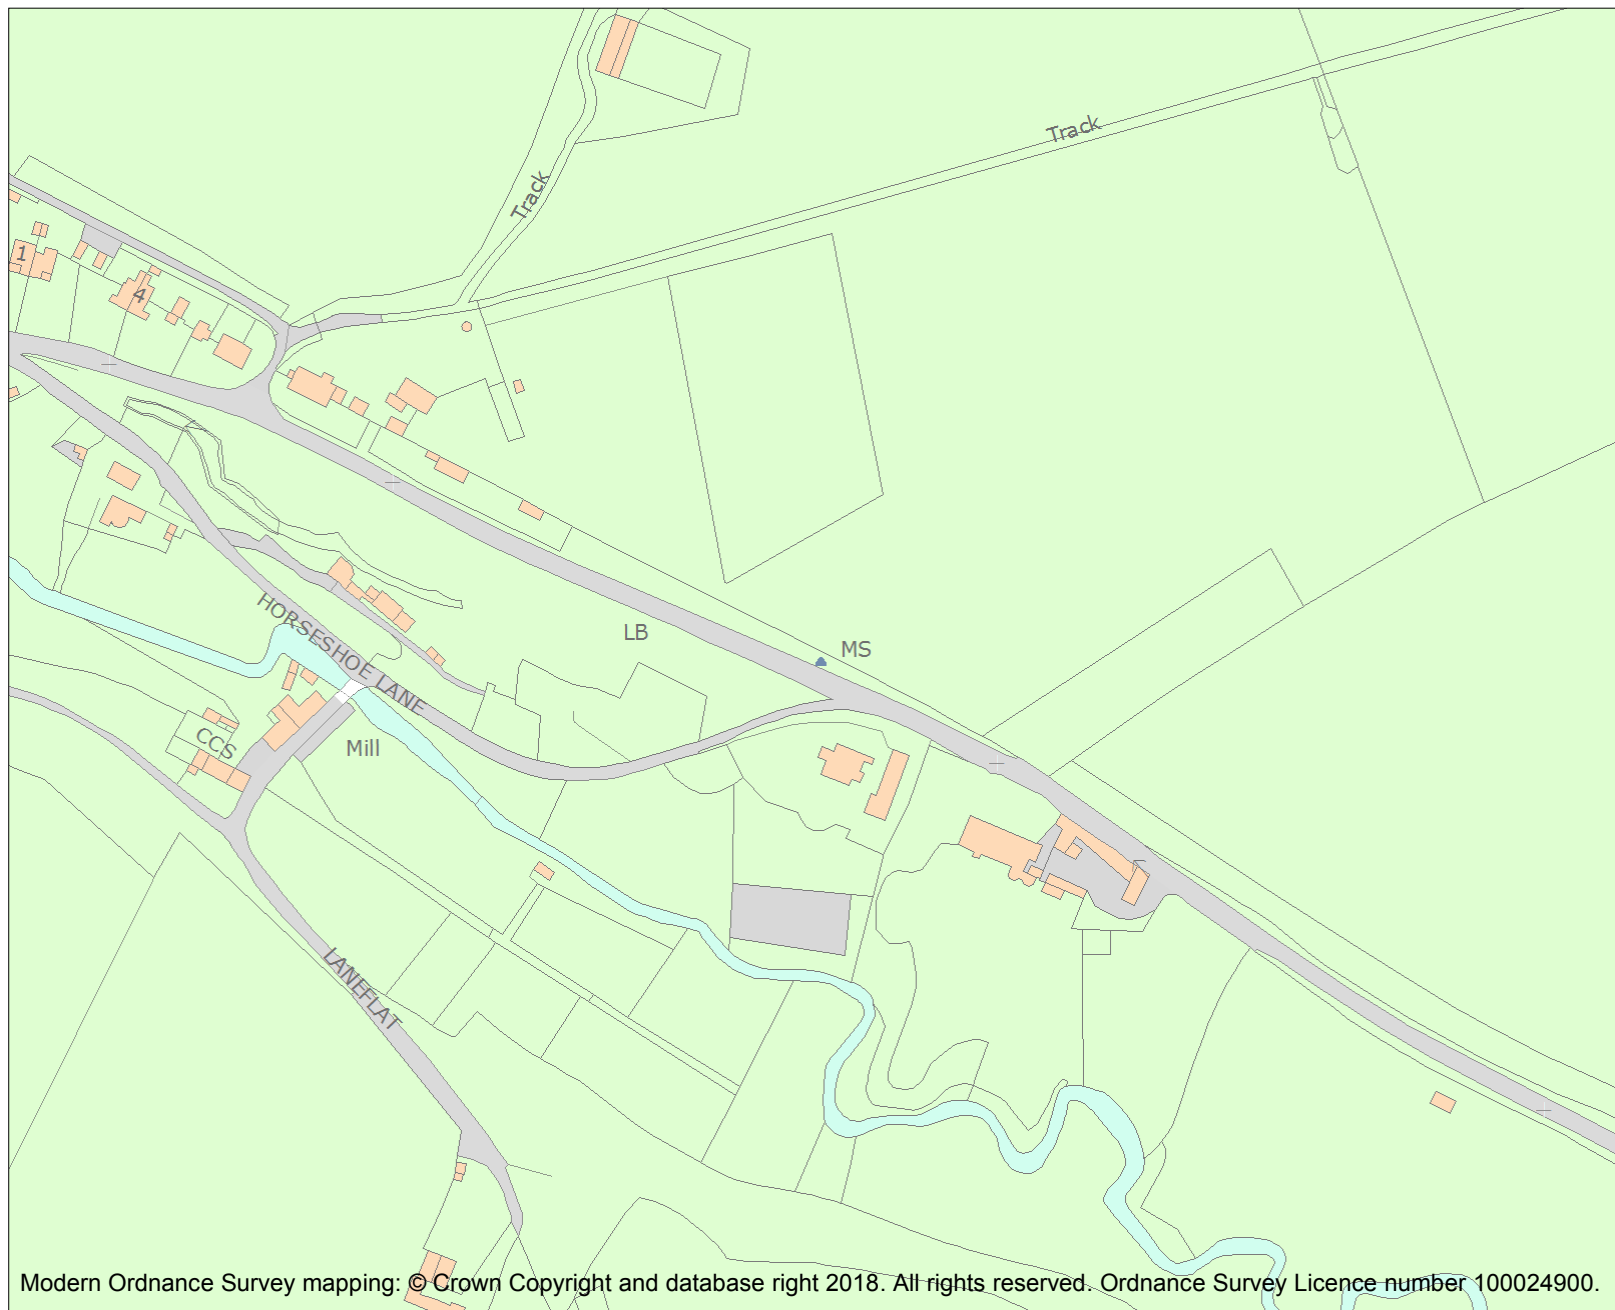 Track
Track
1
4
HORSESHOE LANE
LB
MS
CCS
Mill
LANEFLAT
Modern Ordnance Survey mapping: © Crown Copyright and database right 2018. All rights reserved. Ordnance Survey Licence number 100024900.